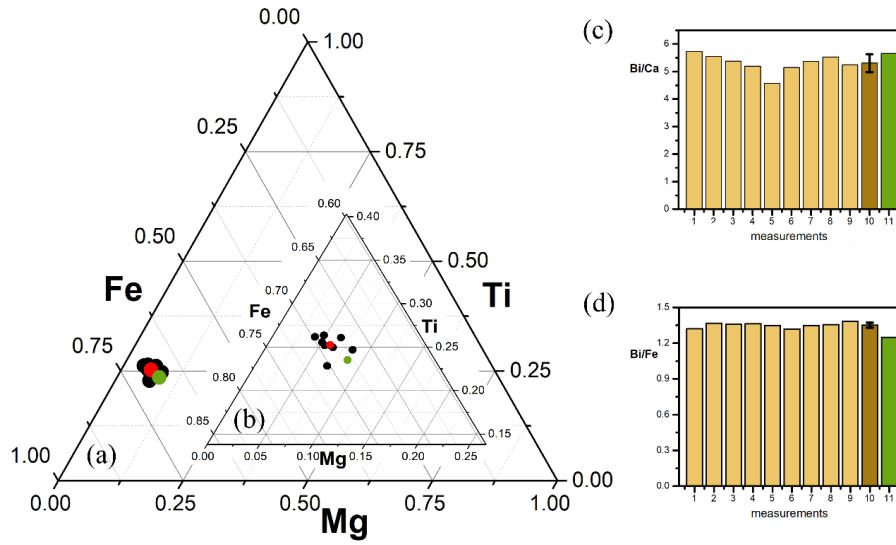 0.00
1.00
0.25
0.75
0.50
0.50
Fe
Ti
0.75
0.25
1.00
0.00
0.00
0.25
0.50
0.75
1.00
Mg
(a)
0.60
0.40
0.65
0.35
0.70
0.30
Fe
Ti
0.75
0.25
0.80
0.20
0.85
0.15
0.00
0.05
0.10
0.15
0.20
0.25
Mg
(b)
(c)
Bi/Ca
6
5
4
3
2
1
0
1 2 3 4 5 6 7 8 9 10 11
measurements
(d)
Bi/Fe
1.5
1.2
0.9
0.6
0.3
0.0
1 2 3 4 5 6 7 8 9 10 11
measurements